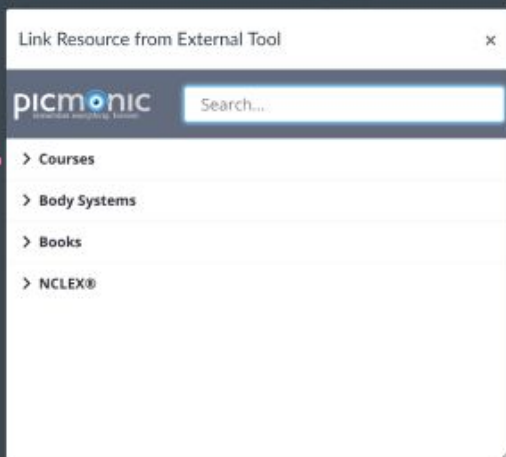 Link Resource from External Tool ×
picmonic
Search...
Courses
Body Systems
Books
NCLEX®